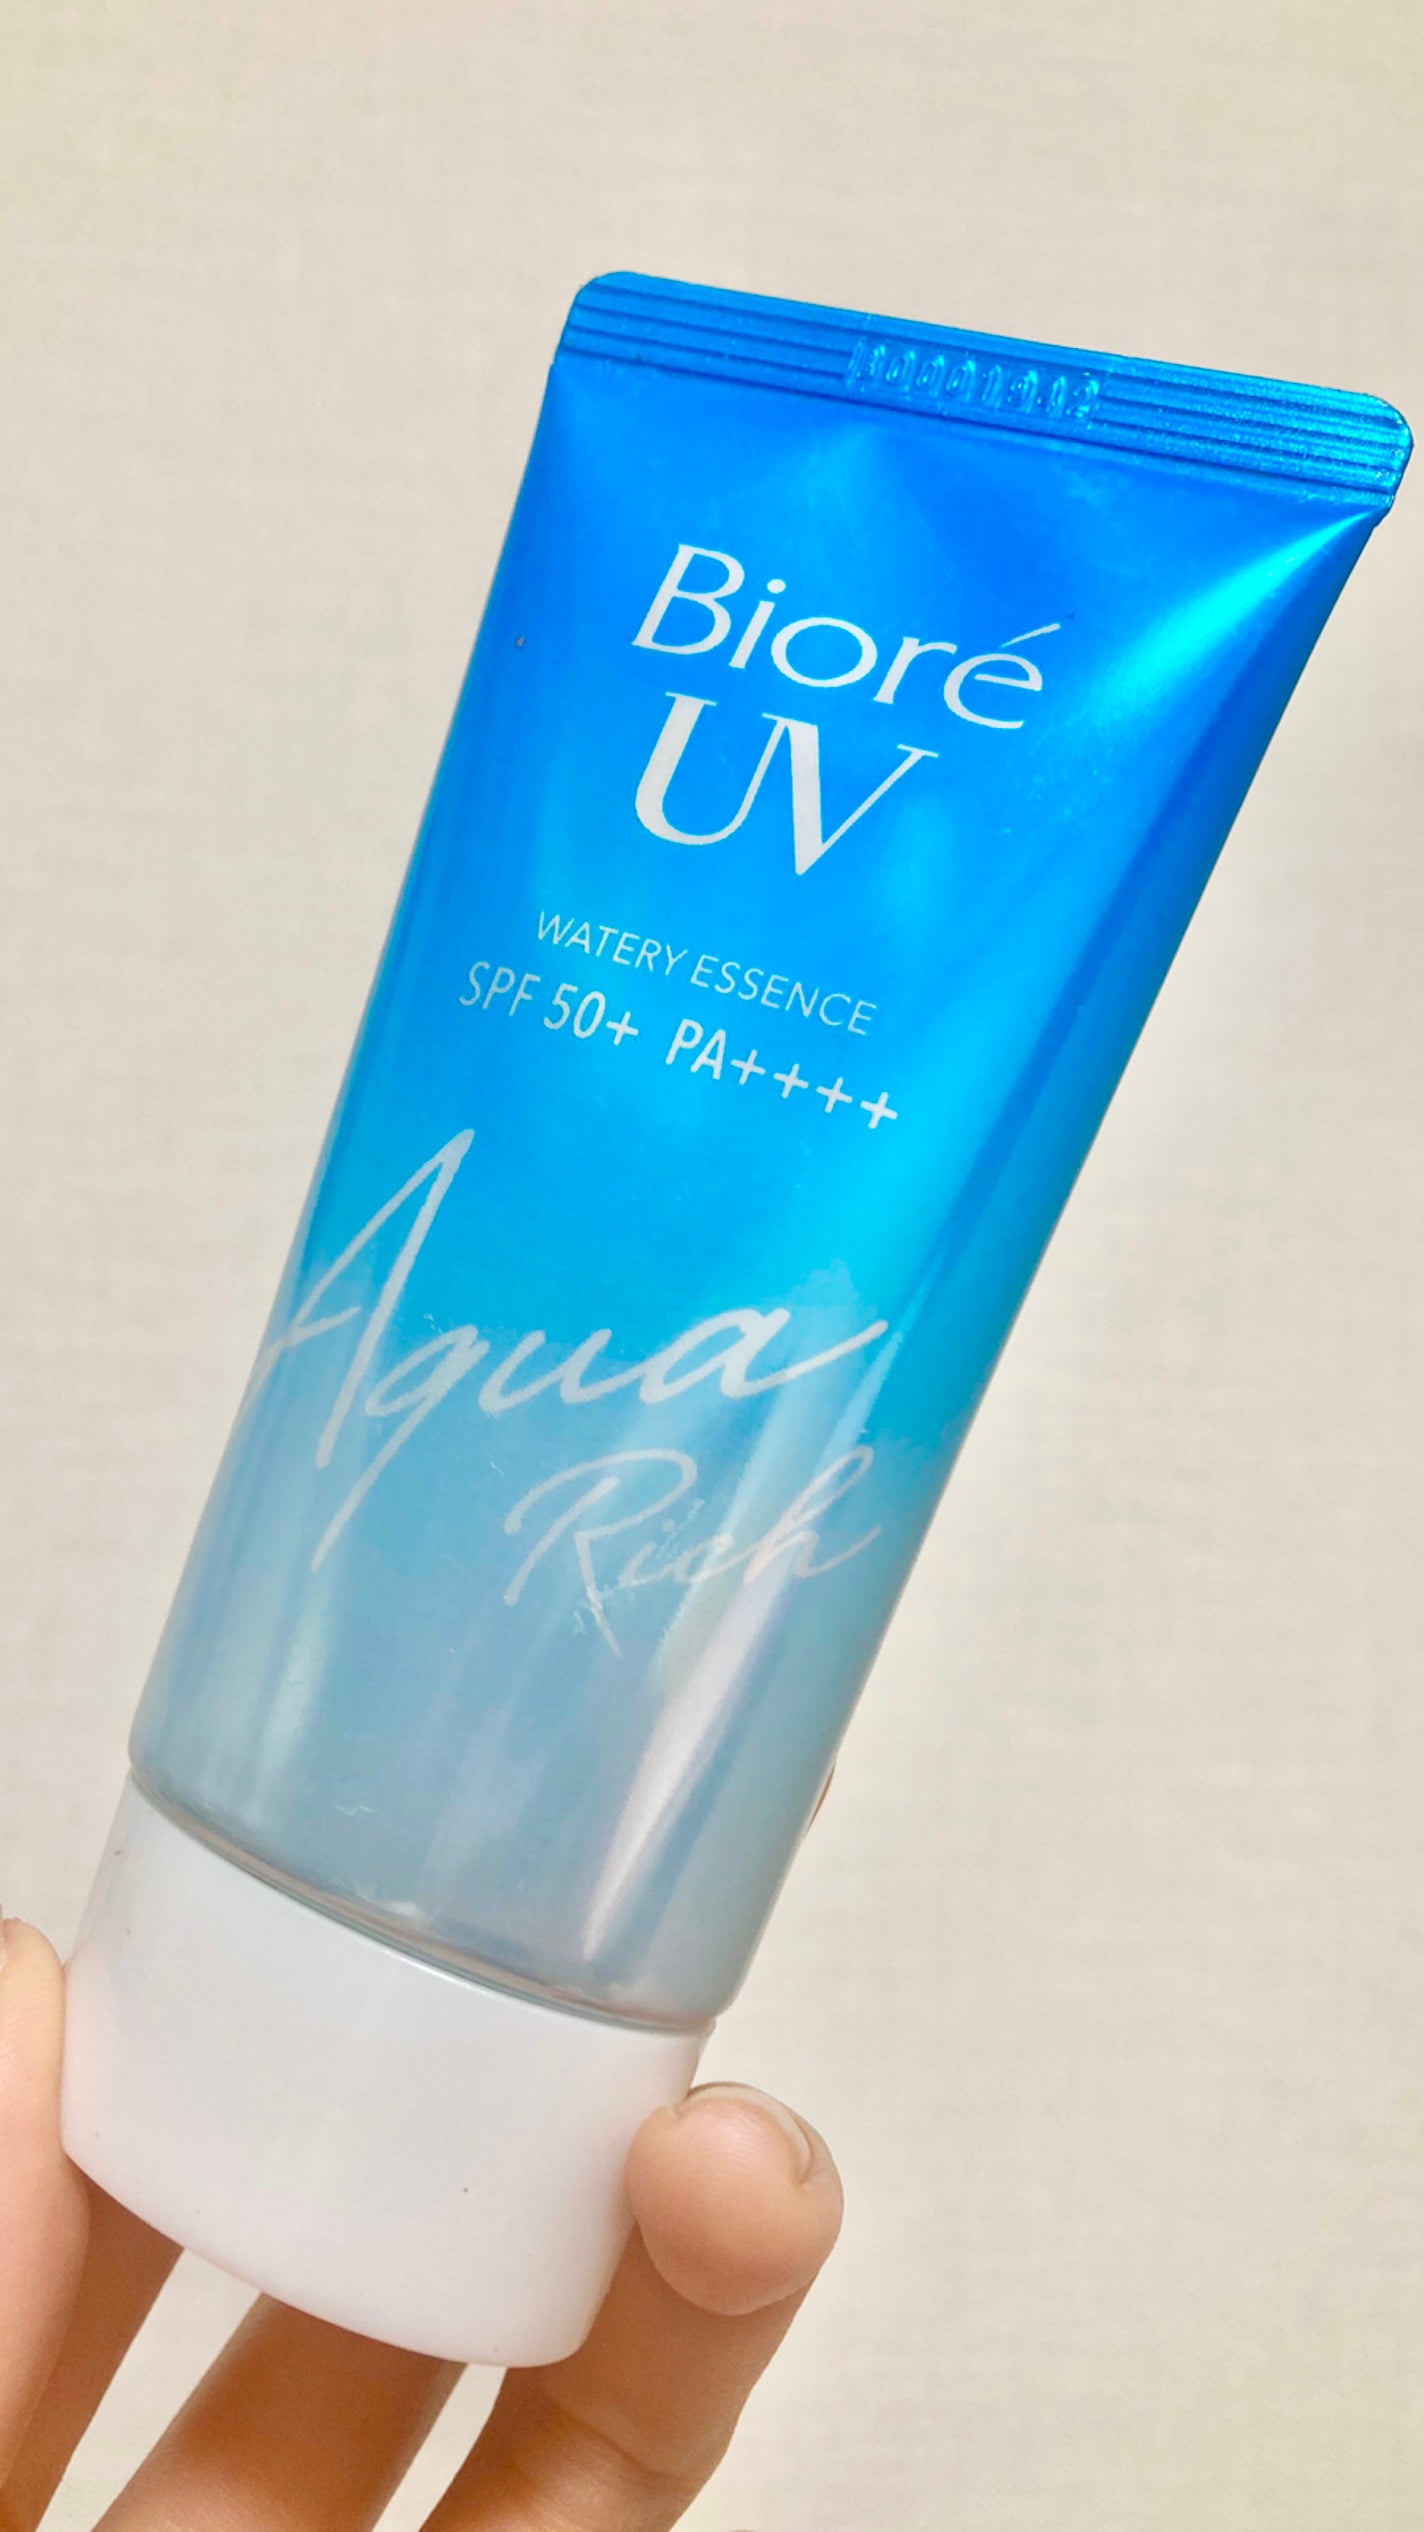 Bioré
UV
WATERY ESSENCE
SPF 50+ PA++++
Aqua
Rich